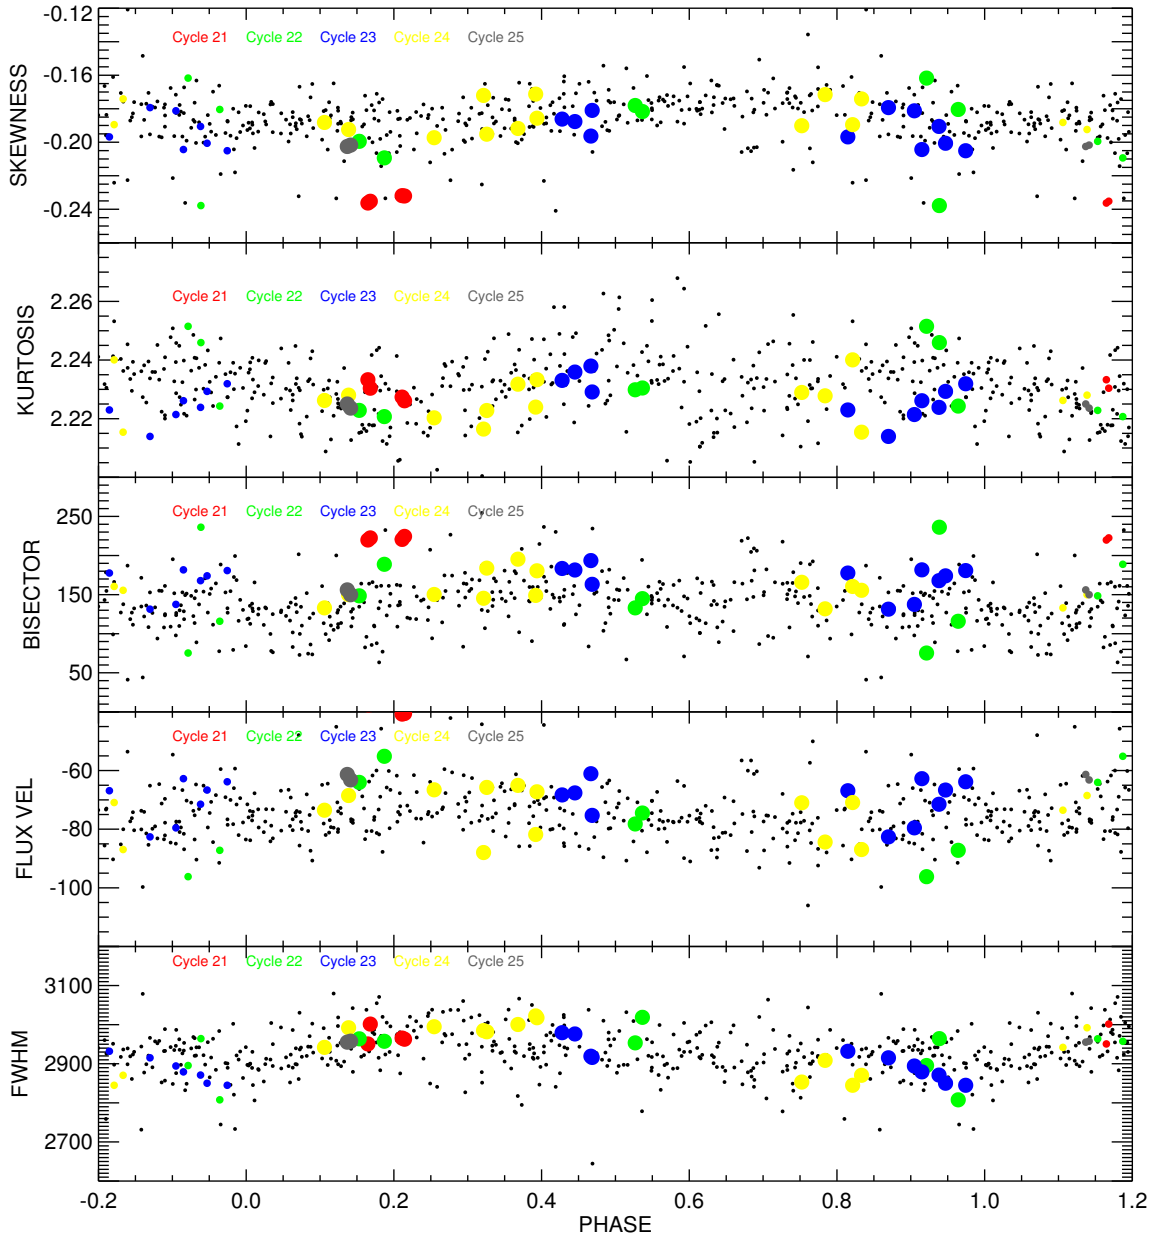 -0.12
-0.16
-0.20
-0.24
SKEWNESS
Cycle 21 Cycle 22 Cycle 23 Cycle 24 Cycle 25
2.26
2.24
2.22
KURTOSIS
Cycle 21 Cycle 22 Cycle 23 Cycle 24 Cycle 25
250
150
50
BISECTOR
Cycle 21 Cycle 22 Cycle 23 Cycle 24 Cycle 25
-60
-80
-100
FLUX VEL
Cycle 21 Cycle 22 Cycle 23 Cycle 24 Cycle 25
3100
2900
2700
FWHM
Cycle 21 Cycle 22 Cycle 23 Cycle 24 Cycle 25
-0.2 0.0 0.2 0.4 0.6 0.8 1.0 1.2
PHASE